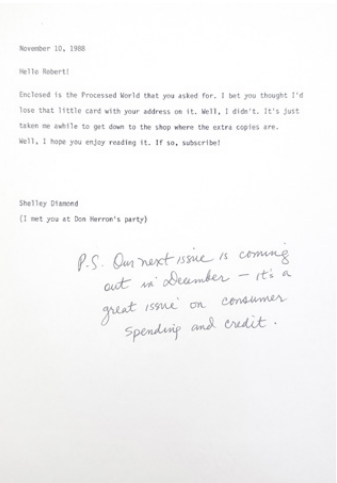 November 10, 1988
Hello Robert!
Enclosed is the Processed World that you asked for. I bet you thought I'd
lose that little card with your address on it. Well, I didn't. It's just
taken me awhile to get down to the shop where the extra copies are.
Well, I hope you enjoy reading it. If so, subscribe!
Shelley Diamond
(I met you at Don Herron's party)
P.S. Our next issue is coming
out in December – it's a
great issue on consumer
spending and credit.